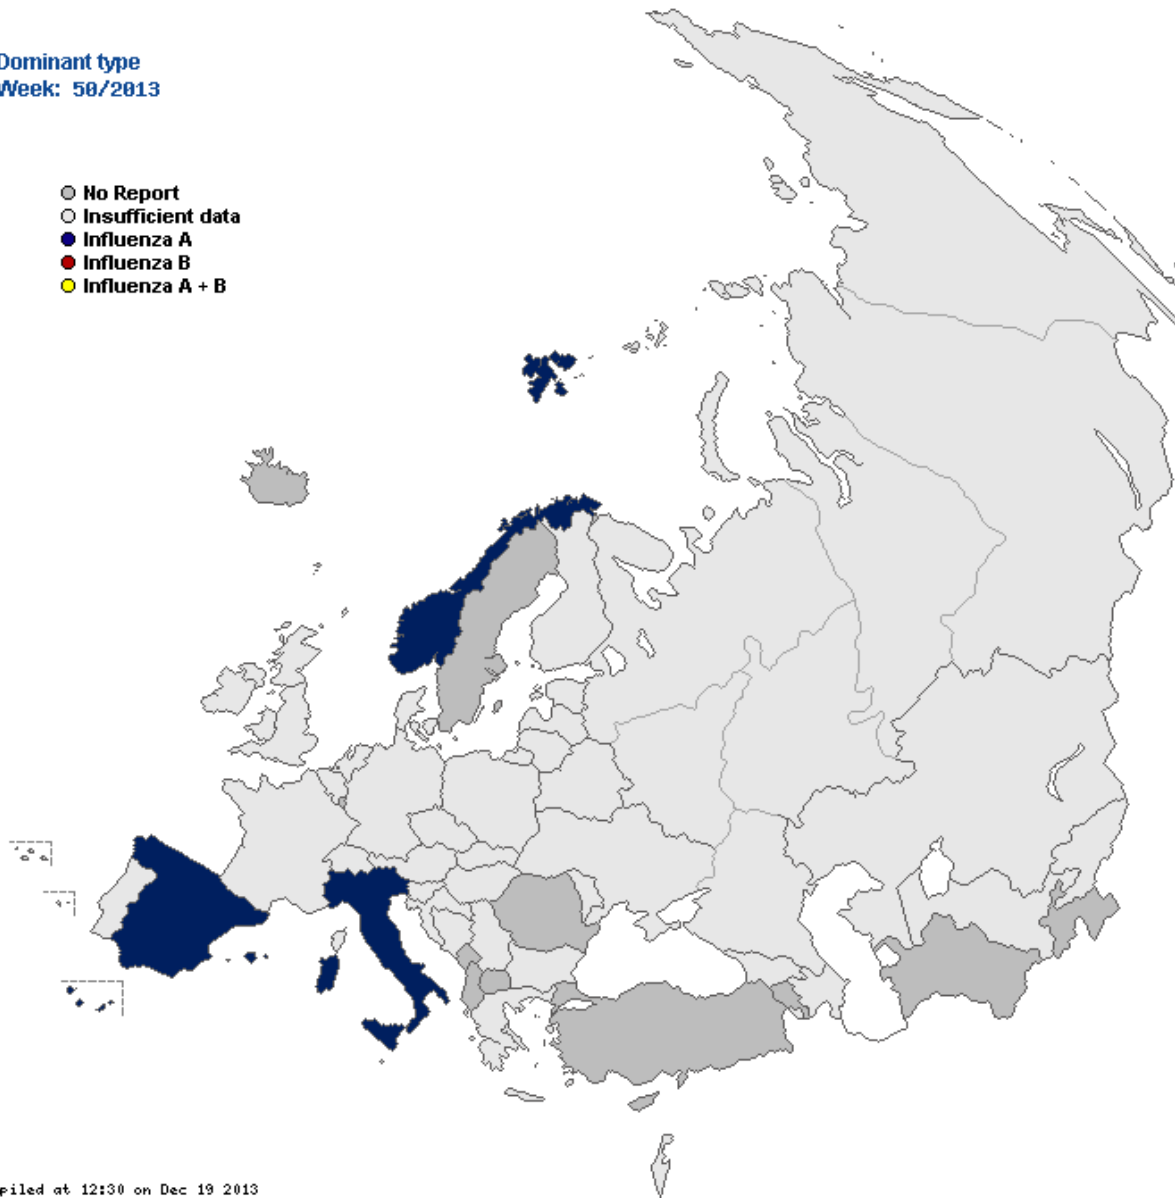 Dominant type
Week: 50/2013
No Report
Insufficient data
Influenza A
Influenza B
Influenza A + B
piled at 12:30 on Dec 19 2013